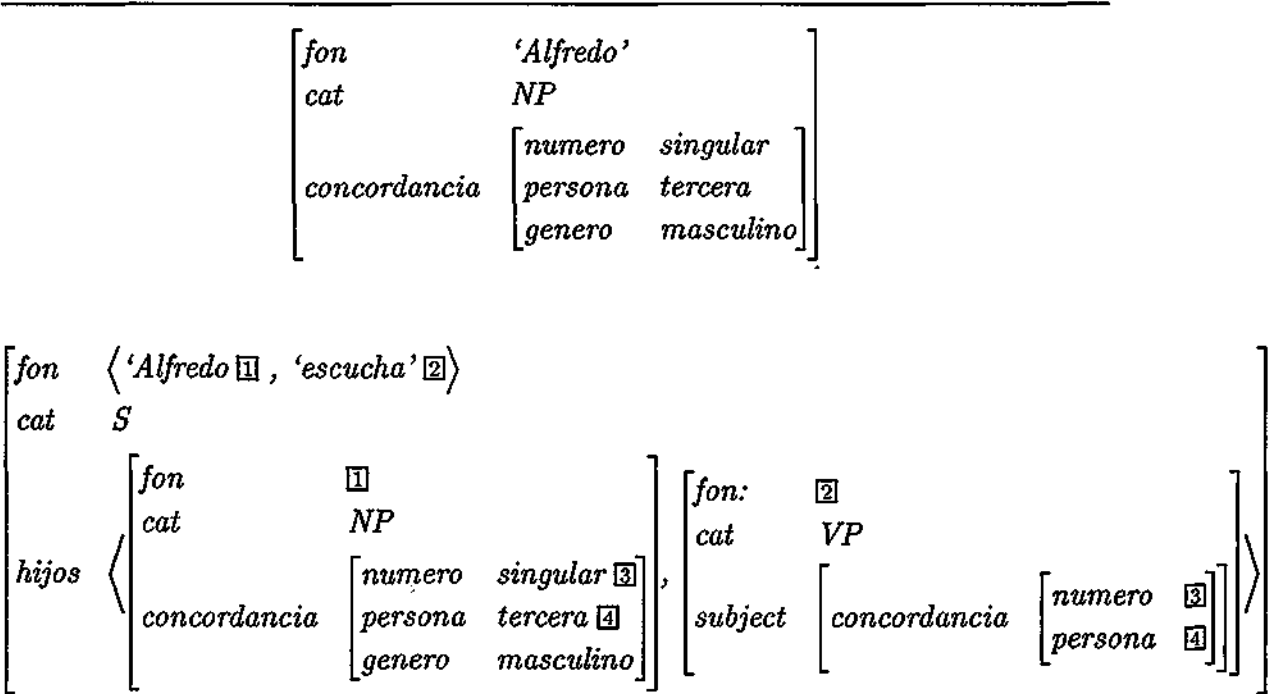 fon ‘Alfredo’
cat NP
numero singular
concordancia persona tercera
genero masculino
fon ⟨‘Alfredo 1 , ‘escucha’ 2⟩
cat S
fon 1 fon: 2
cat NP cat VP
hijos ⟨ numero singular 3 , numero 3 ⟩
concordancia persona tercera 4 subject concordancia persona 4
genero masculino